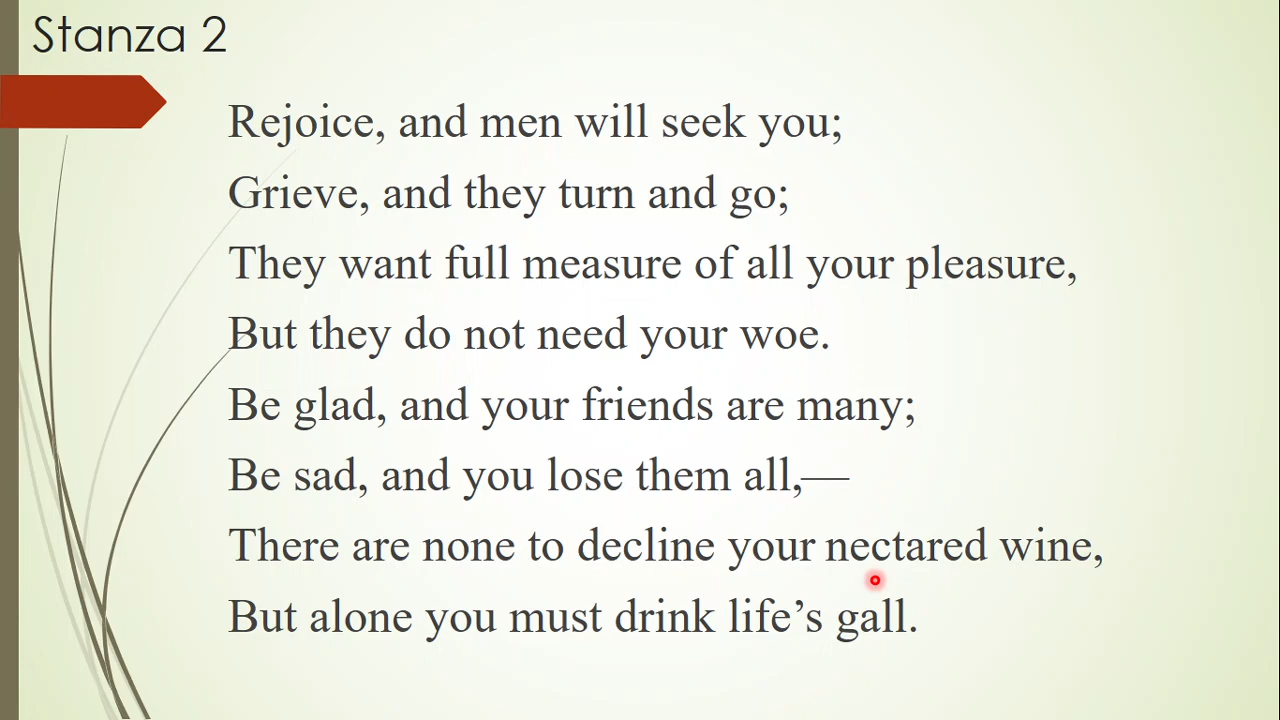 Stanza 2
Rejoice, and men will seek you;
Grieve, and they turn and go;
They want full measure of all your pleasure,
But they do not need your woe.
Be glad, and your friends are many;
Be sad, and you lose them all,—
There are none to decline your nectared wine,
But alone you must drink life’s gall.